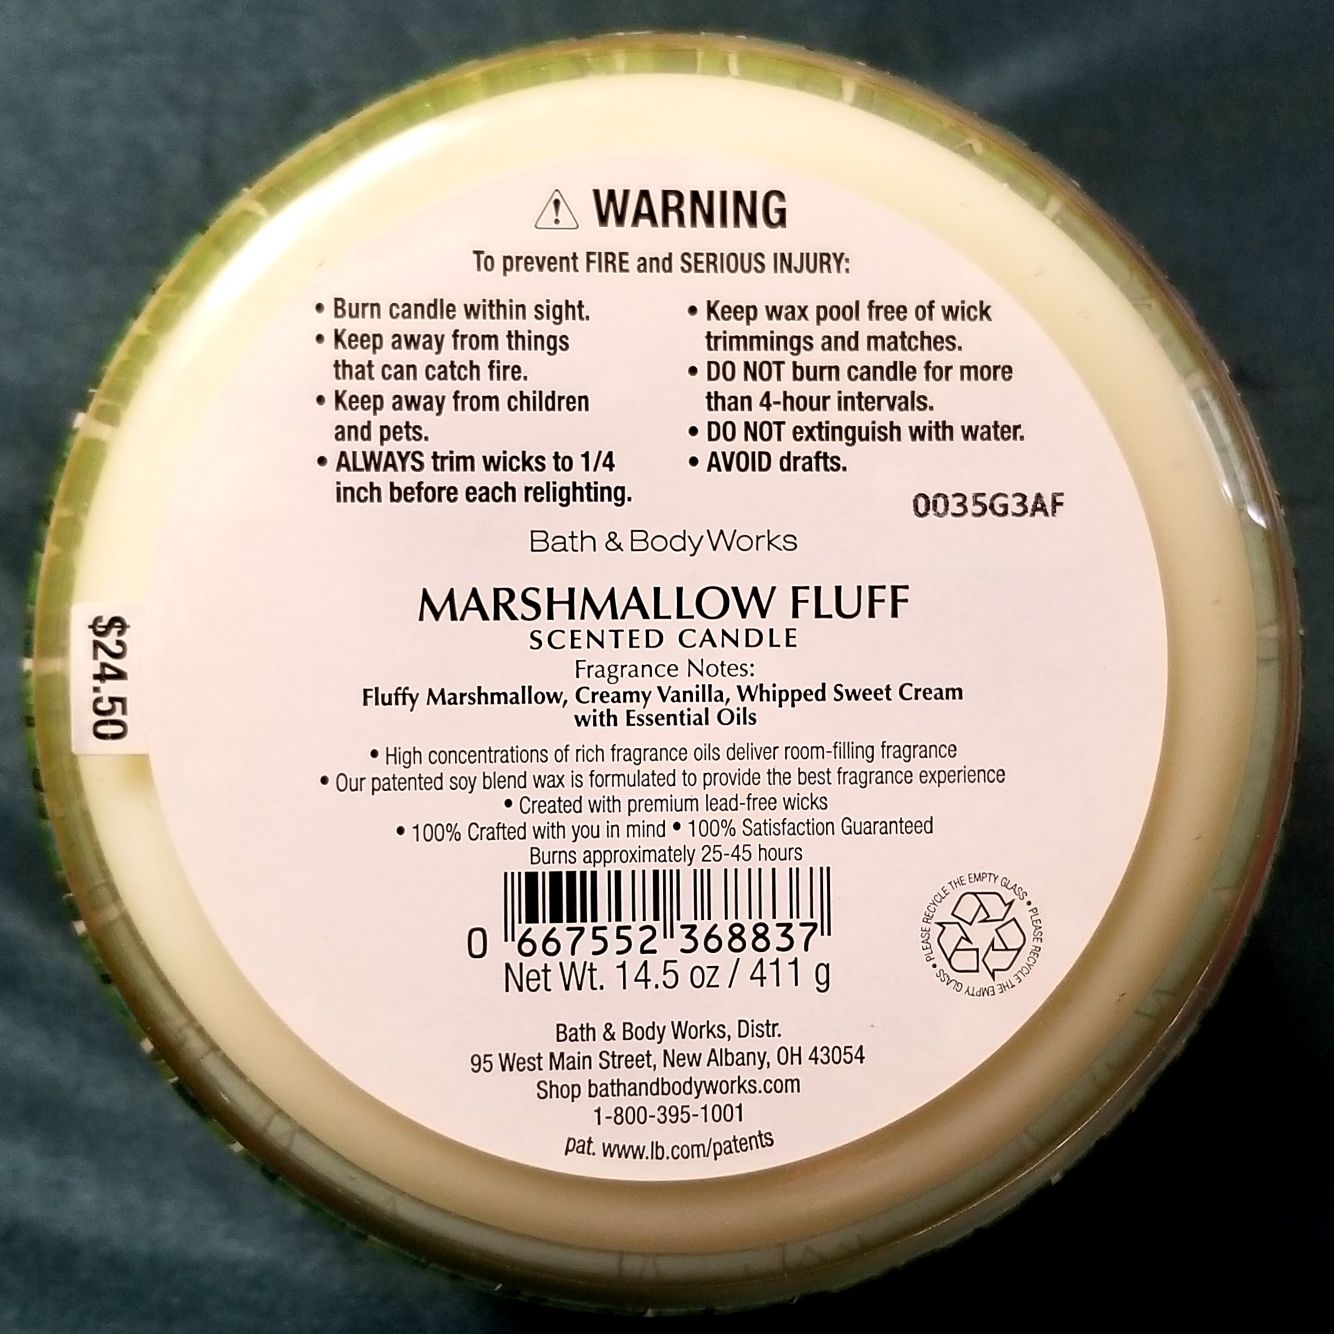 WARNING
To prevent FIRE and SERIOUS INJURY:
• Burn candle within sight.
• Keep away from things
that can catch fire.
• Keep away from children
and pets.
• ALWAYS trim wicks to 1/4
inch before each relighting.
• Keep wax pool free of wick
trimmings and matches.
• DO NOT burn candle for more
than 4-hour intervals.
• DO NOT extinguish with water.
• AVOID drafts.
0035G3AF
Bath & Body Works
MARSHMALLOW FLUFF
SCENTED CANDLE
Fragrance Notes:
Fluffy Marshmallow, Creamy Vanilla, Whipped Sweet Cream
with Essential Oils
$24.50
• High concentrations of rich fragrance oils deliver room-filling fragrance
• Our patented soy blend wax is formulated to provide the best fragrance experience
• Created with premium lead-free wicks
• 100% Crafted with you in mind • 100% Satisfaction Guaranteed
Burns approximately 25-45 hours
0 667552 368837
Net Wt. 14.5 oz / 411 g
• PLEASE RECYCLE THE EMPTY GLASS • PLEASE RECYCLE THE EMPTY GLASS
Bath & Body Works, Distr.
95 West Main Street, New Albany, OH 43054
Shop bathandbodyworks.com
1-800-395-1001
pat. www.lb.com/patents